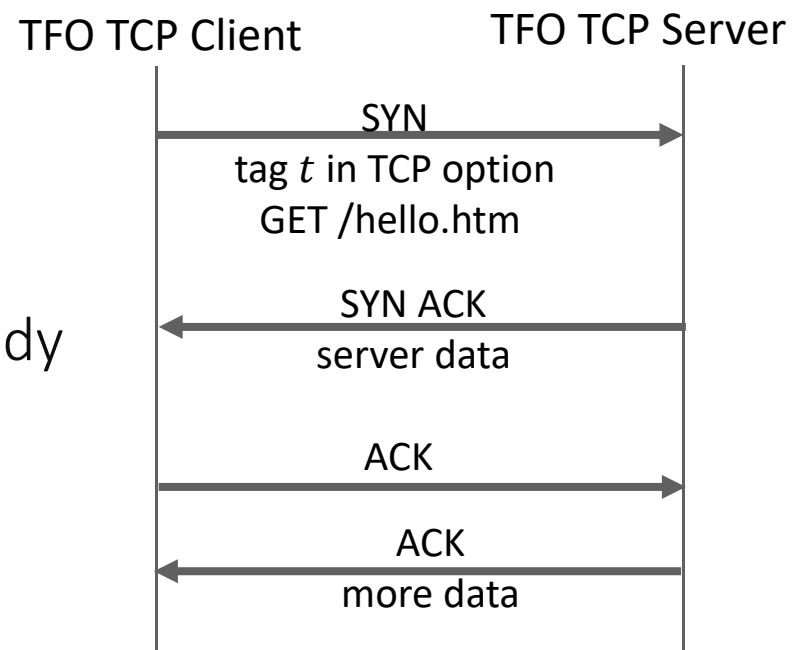 TFO TCP Client
TFO TCP Server
SYN
tag t in TCP option
GET /hello.htm
SYN ACK
dy
server data
ACK
ACK
more data